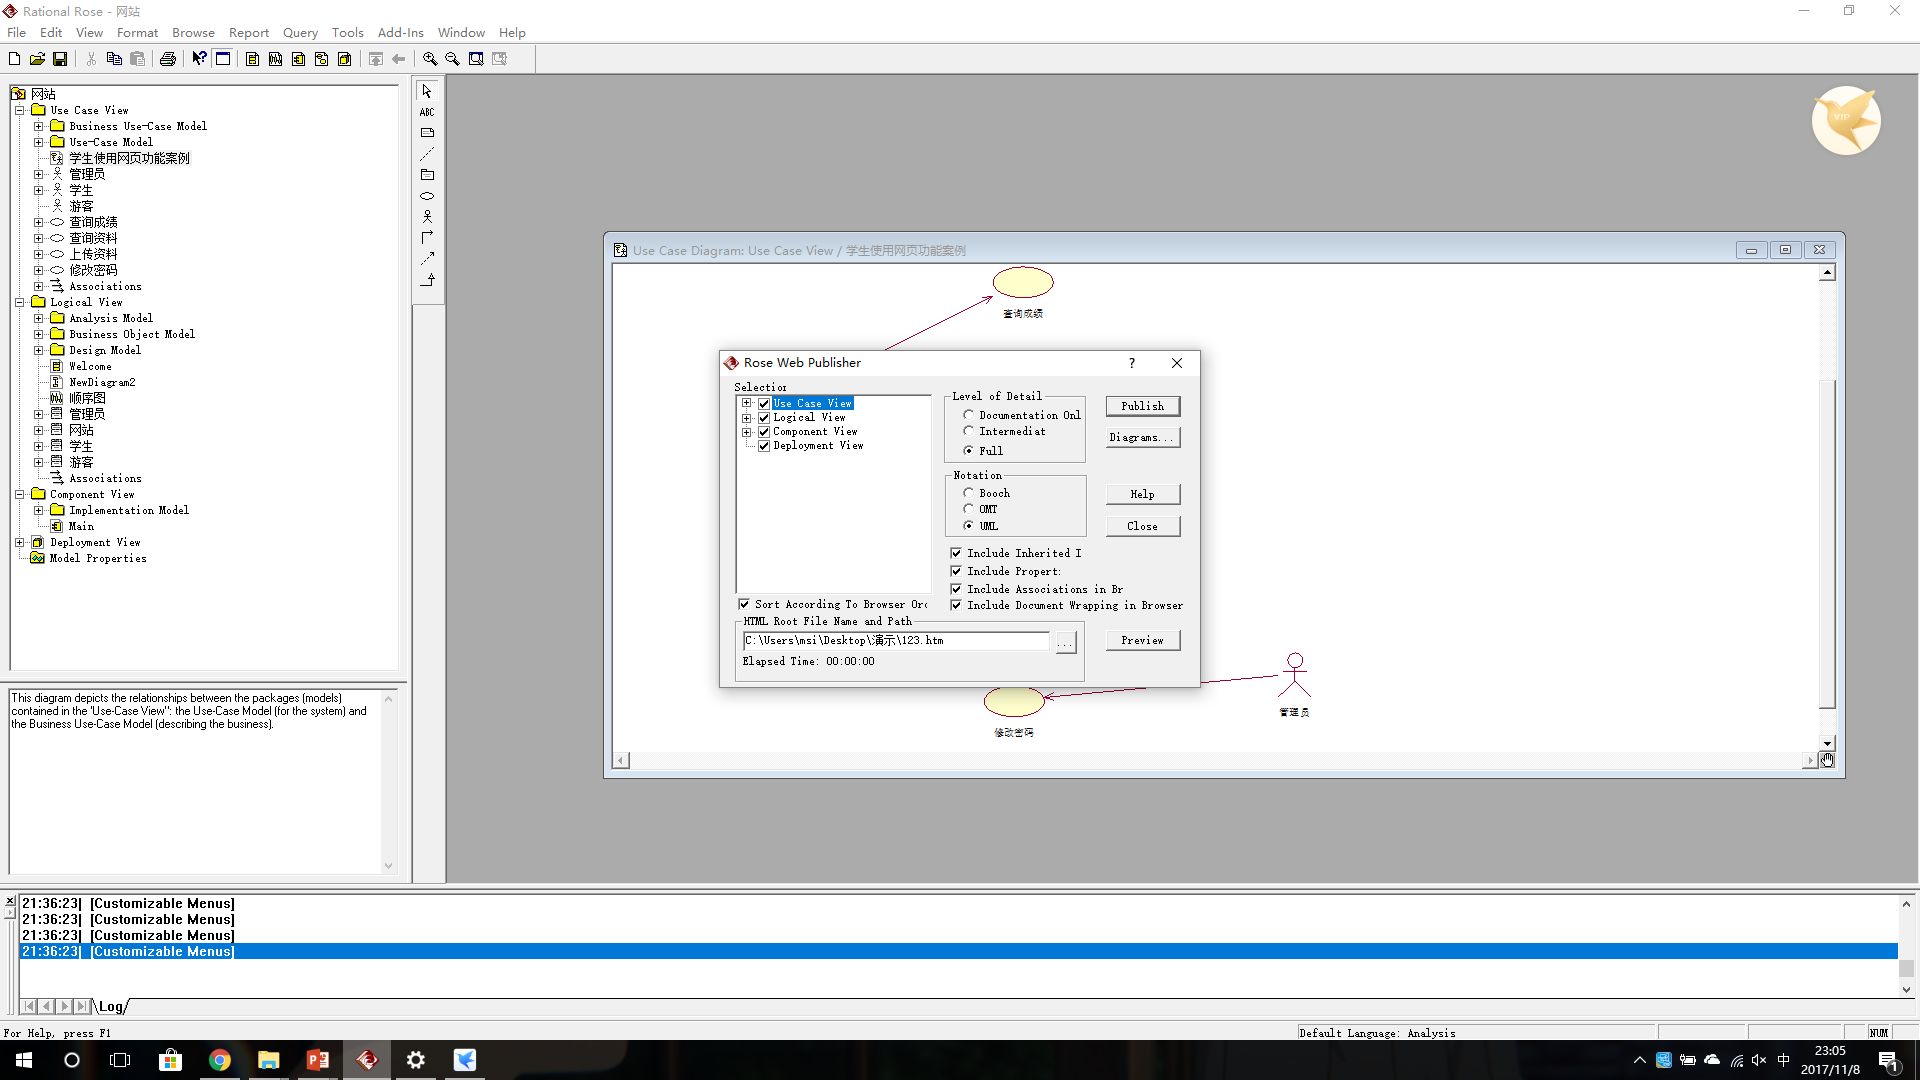 Rational Rose - 网站
File Edit View Format Browse Report Query Tools Add-Ins Window Help
ABC
网站
Use Case View
Business Use-Case Model
Use-Case Model
学生使用网页功能案例
管理员
学生
游客
查询成绩
查询资料
上传资料
修改密码
Associations
Logical View
Analysis Model
Business Object Model
Design Model
Welcome
NewDiagram2
顺序图
管理员
网站
学生
游客
Associations
Component View
Implementation Model
Main
Deployment View
Model Properties
This diagram depicts the relationships between the packages (models)
contained in the 'Use-Case View": the Use-Case Model (for the system) and
the Business Use-Case Model (describing the business).
VIP
Use Case Diagram: Use Case View / 学生使用网页功能案例
查询成绩
Rose Web Publisher
?
Selection
Use Case View
Logical View
Component View
Deployment View
Sort According To Browser Orc
Level of Detail
Documentation Onl
Intermediat
Full
Notation
Booch
OMT
UML
Include Inherited I
Include Propert:
Include Associations in Br
Include Document Wrapping in Browser
Publish
Diagrams...
Help
Close
HTML Root File Name and Path
C:\Users\msi\Desktop\演示\123.htm
...
Preview
Elapsed Time: 00:00:00
修改密码
管理员
21:36:23| [Customizable Menus]
21:36:23| [Customizable Menus]
21:36:23| [Customizable Menus]
21:36:23| [Customizable Menus]
Log
For Help, press F1
Default Language: Analysis
NUM
中
23:05
2017/11/8
1